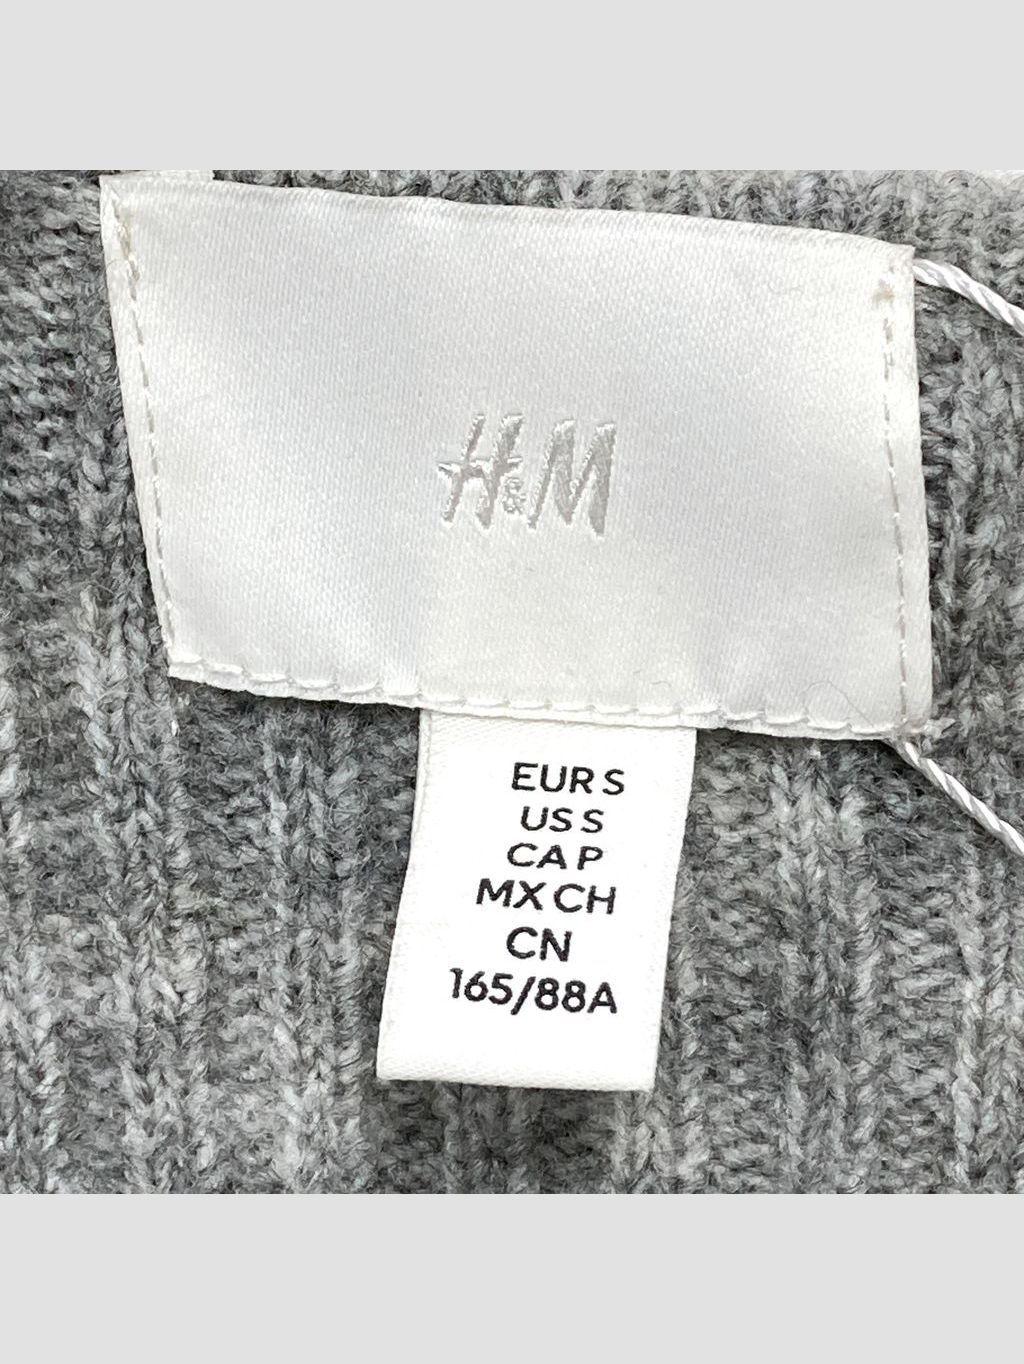 H&M
EUR S
US S
CA P
MX CH
CN
165/88A